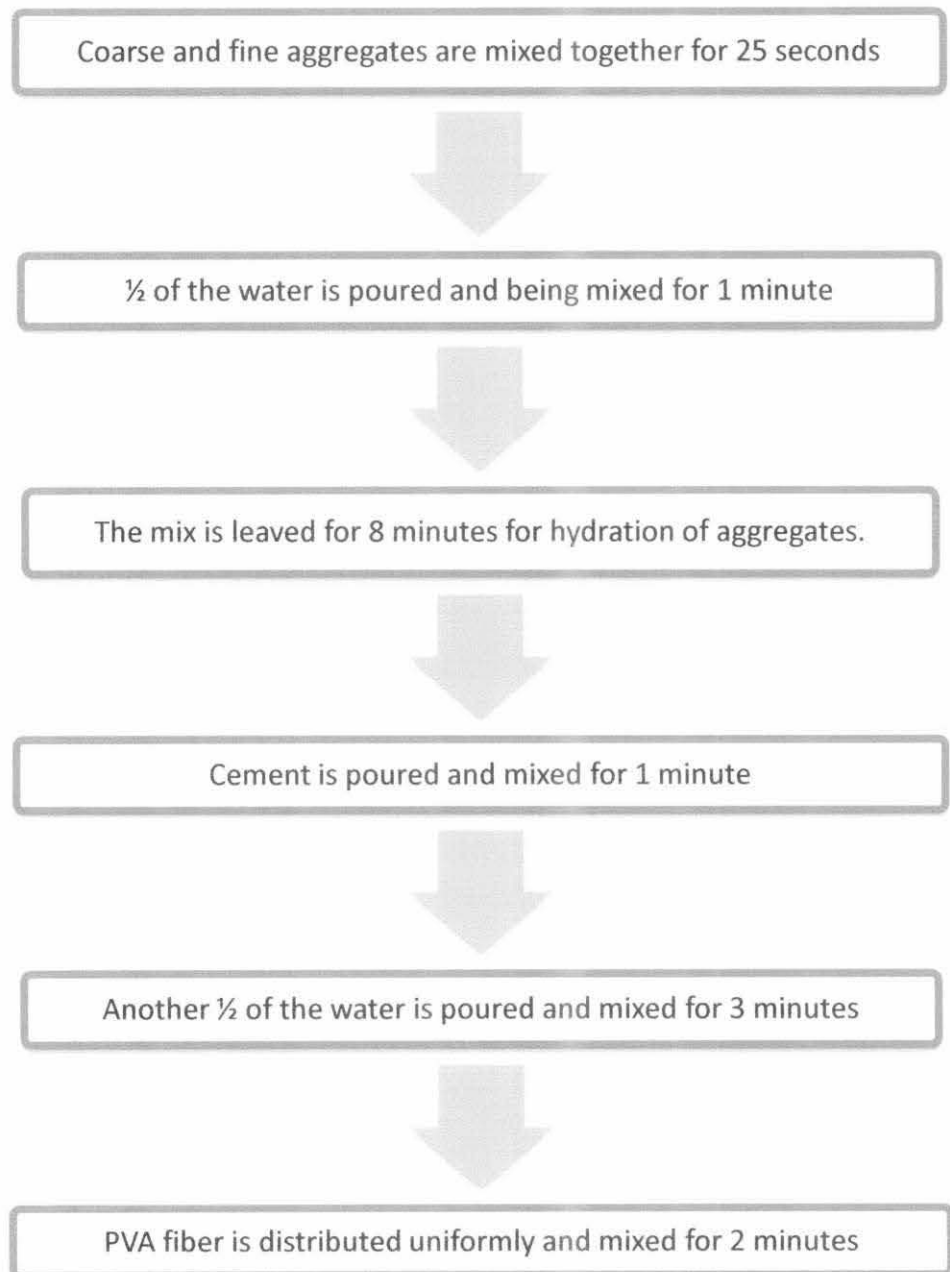 Coarse and fine aggregates are mixed together for 25 seconds
½ of the water is poured and being mixed for 1 minute
The mix is leaved for 8 minutes for hydration of aggregates.
Cement is poured and mixed for 1 minute
Another ½ of the water is poured and mixed for 3 minutes
PVA fiber is distributed uniformly and mixed for 2 minutes